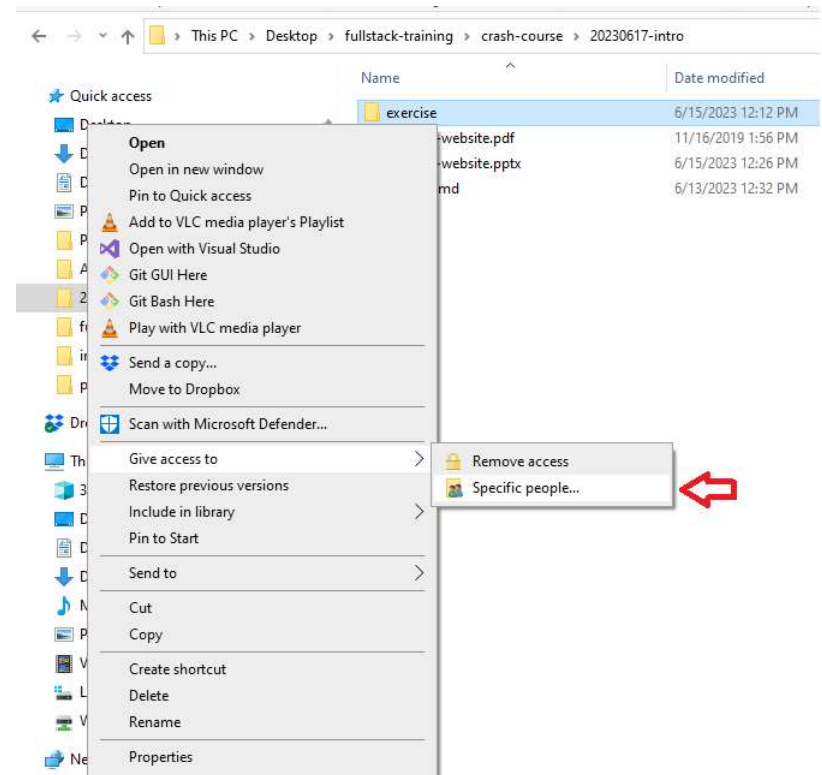 This PC > Desktop > fullstack-training > crash-course > 20230617-intro
Name
Date modified
Quick access
exercise
6/15/2023 12:12 PM
-website.pdf
11/16/2019 1:56 PM
-website.pptx
6/15/2023 12:26 PM
md
6/13/2023 12:32 PM
Open
Open in new window
Pin to Quick access
Add to VLC media player's Playlist
Open with Visual Studio
Git GUI Here
Git Bash Here
Play with VLC media player
Send a copy...
Move to Dropbox
Scan with Microsoft Defender...
Give access to
Remove access
Specific people...
Restore previous versions
Include in library
Pin to Start
Send to
Cut
Copy
Create shortcut
Delete
Rename
Properties